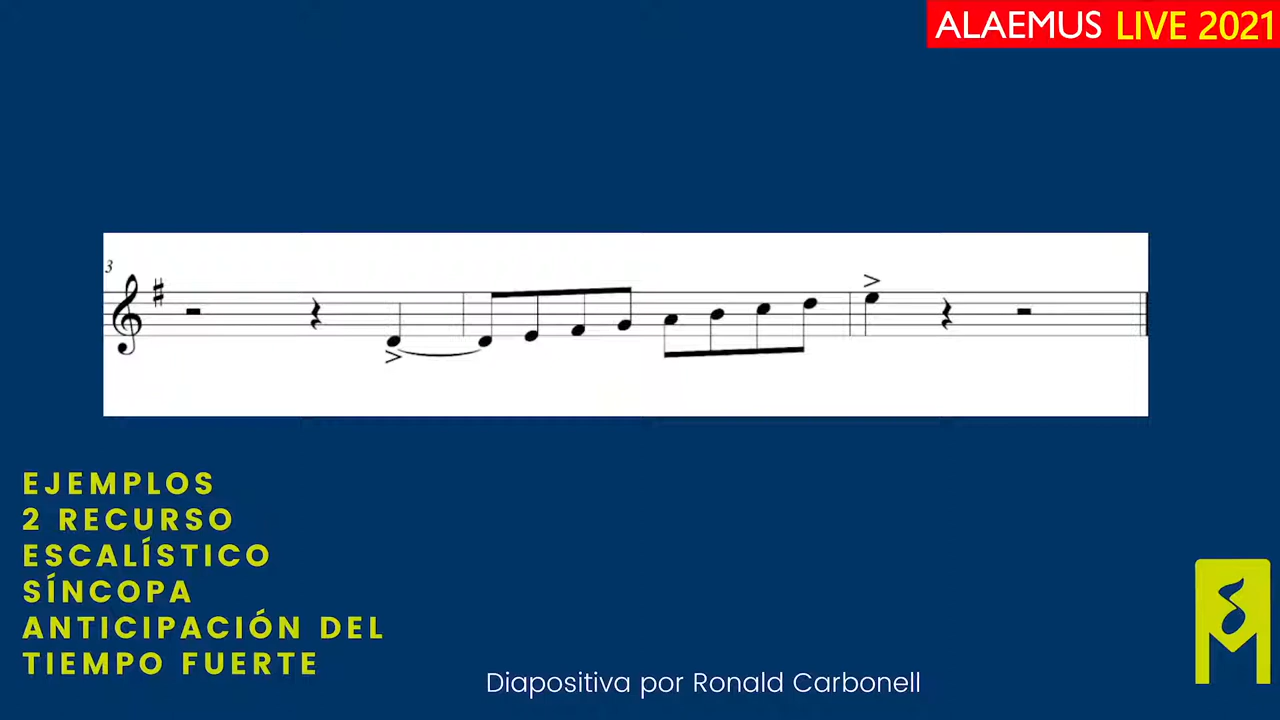 ALAEMUS LIVE 2021
3
EJEMPLOS
2 RECURSO
ESCALÍSTICO
SÍNCOPA
ANTICIPACIÓN DEL
TIEMPO FUERTE
Diapositiva por Ronald Carbonell